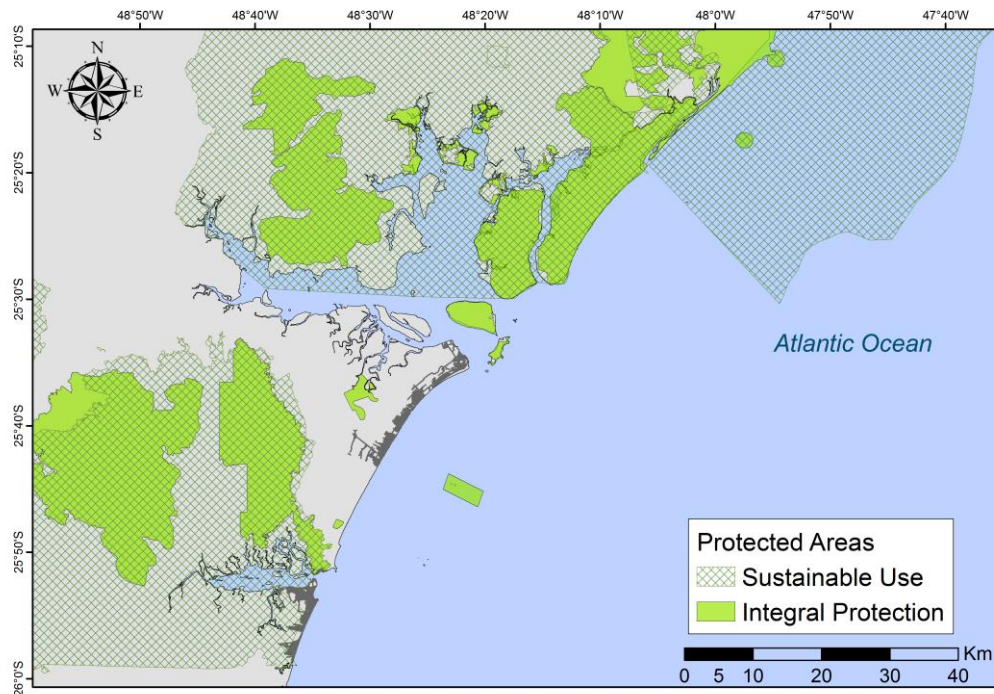 48°50'W 48°40'W 48°30'W 48°20'W 48°10'W 48°0'W 47°50'W 47°40'W
25°10'S
25°20'S
25°30'S
25°40'S
25°50'S
26°0'S
N
W E
S
Atlantic Ocean
Protected Areas
Sustainable Use
Integral Protection
Km
0 5 10 20 30 40